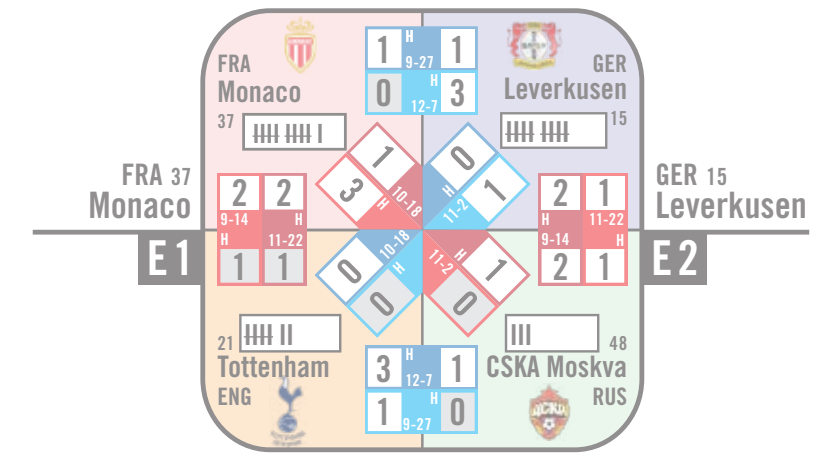 FRA
Monaco
37
1 H 1
9-27
0 H 3
12-7
GER
Leverkusen
15
FRA 37
Monaco
E 1
GER 15
Leverkusen
E 2
2 2
9-14 H
H 11-22
1 1
1
3
10-18
H
0
1
H
11-2
2 1
H 11-22
9-14 H
2 1
0
0
10-18
H
1
0
H
11-2
21
Tottenham
ENG
3 H 1
12-7
1 H 0
9-27
48
CSKA Moskva
RUS